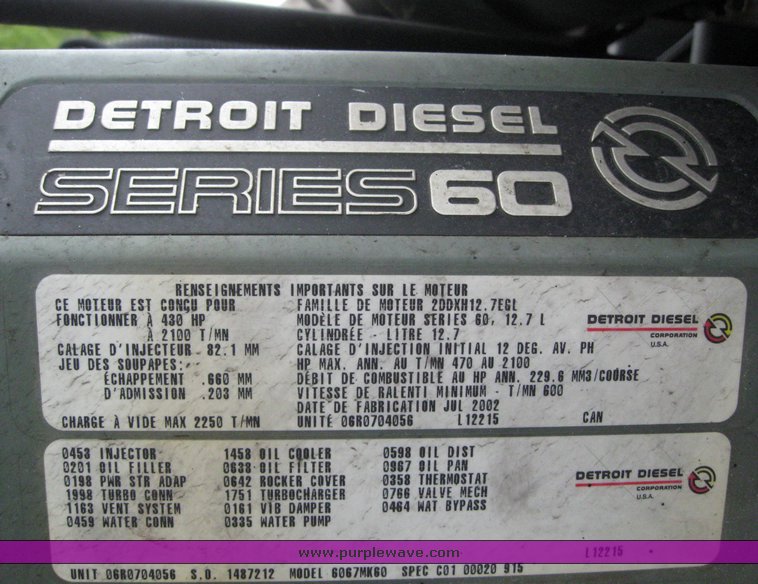 DETROIT DIESEL
SERIES 60
RENSEIGNEMENTS IMPORTANTS SUR LE MOTEUR
CE MOTEUR EST CONÇU POUR
FONCTIONNER À 430 HP
À 2100 T/MN
CALAGE D'INJECTEUR- 82.1 MM
JEU DES SOUPAPES:-
ÉCHAPPEMENT .660 MM
D'ADMISSION .203 MM
CHARGE À VIDE MAX 2250 T/MN
FAMILLE DE MOTEUR 2DDXH12.7EGL
MODÈLE DE MOTEUR SERIES 60, 12.7 L
CYLINDRÉE - LITRE 12.7
CALAGE D'INJECTION INITIAL 12 DEG. AV. PH
HP MAX. ANN. AU T/MN 470 AU 2100
DÉBIT DE COMBUSTIBLE AU HP ANN. 229.6 MM3/COURSE
VITESSE DE RALENTI MINIMUM - T/MN 600
DATE DE FABRICATION JUL 2002
UNITÉ 06R0704056 L12215 CAN
DETROIT DIESEL
CORPORATION
U.S.A.
0453 INJECTOR 1458 OIL COOLER 0598 OIL DIST
0201 OIL FILLER 0638 OIL FILTER 0967 OIL PAN
0198 PWR STR ADAP 0642 ROCKER COVER 0358 THERMOSTAT
1998 TURBO CONN 1751 TURBOCHARGER 0766 VALVE MECH
1163 VENT SYSTEM 0161 VIB DAMPER 0464 WAT BYPASS
0459 WATER CONN 0335 WATER PUMP
DETROIT DIESEL
CORPORATION
U.S.A.
www.purplewave.com
L12215
UNIT 06R0704056 S.O. 1487212 MODEL 6067MK60 SPEC C01 00020 915